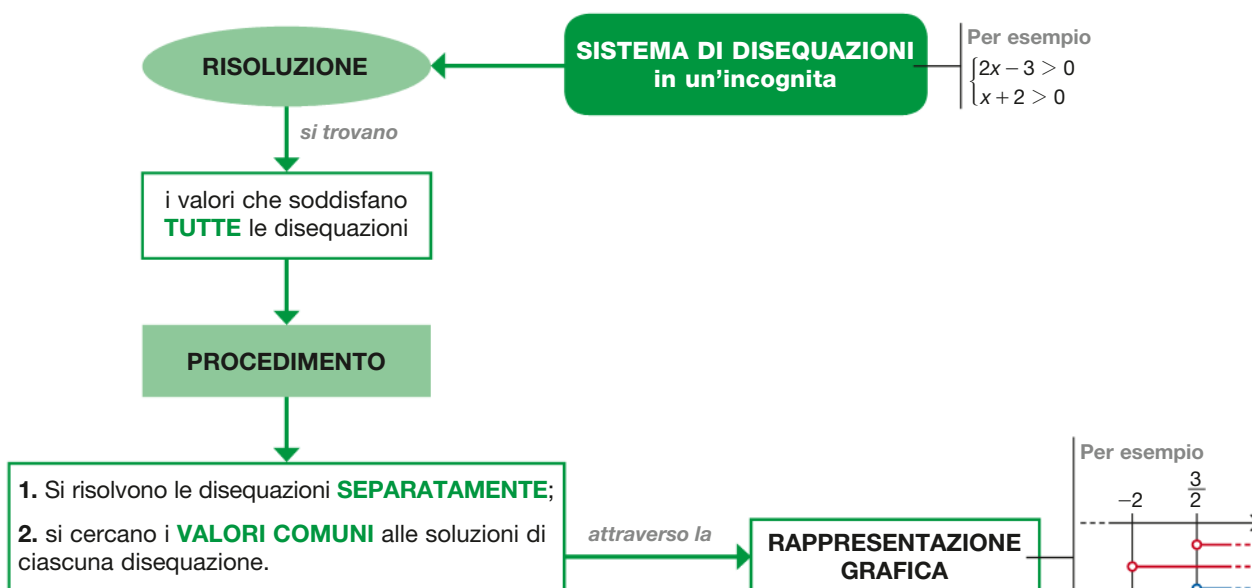 SISTEMA DI DISEQUAZIONI
in un'incognita
Per esempio
2x − 3 > 0
x + 2 > 0
RISOLUZIONE
si trovano
i valori che soddisfano
TUTTE le disequazioni
PROCEDIMENTO
1. Si risolvono le disequazioni SEPARATAMENTE;
2. si cercano i VALORI COMUNI alle soluzioni di
ciascuna disequazione.
attraverso la
RAPPRESENTAZIONE
GRAFICA
Per esempio
−2
3
2